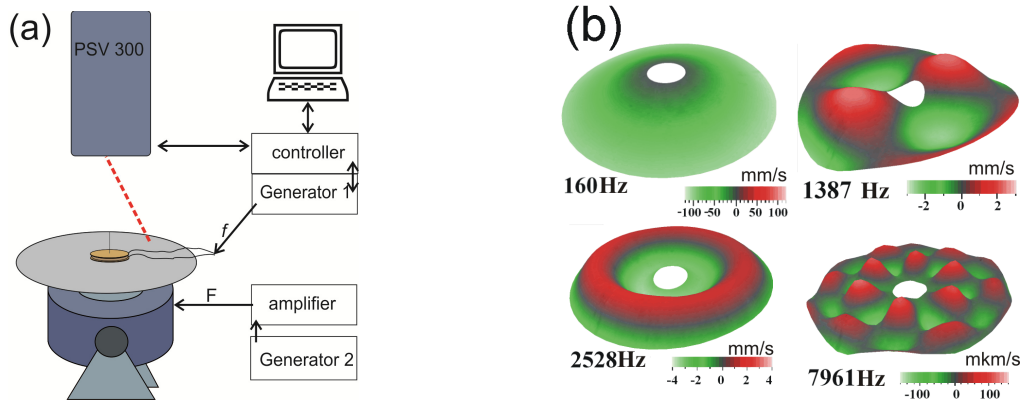 (a)
PSV 300
controller
Generator 1
f
F
amplifier
Generator 2
(b)
mm/s
160Hz
-100 -50 0 50 100
mm/s
1387 Hz
-2 0 2
mm/s
2528Hz
-4 -2 0 2 4
mkm/s
7961Hz
-100 0 100